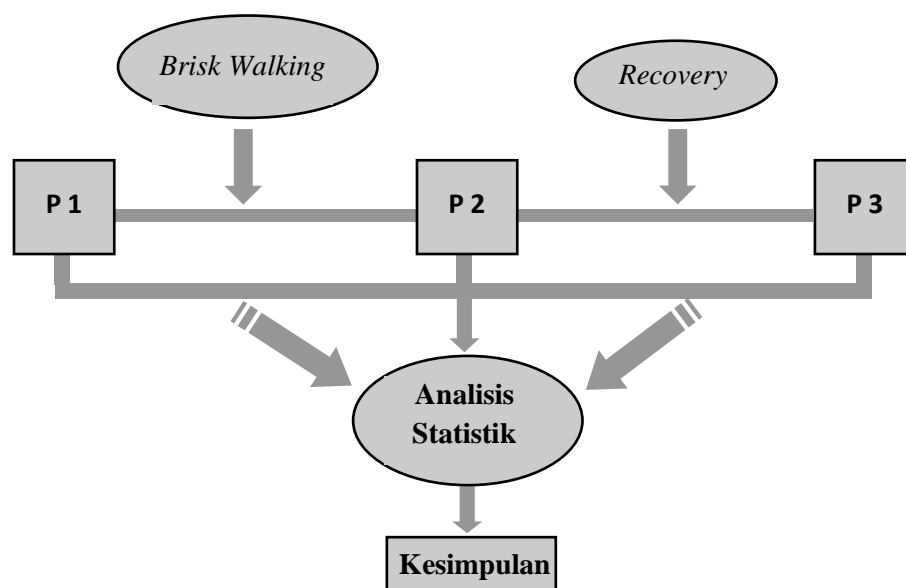 Brisk Walking
Recovery
P 1
P 2
P 3
Analisis
Statistik
Kesimpulan